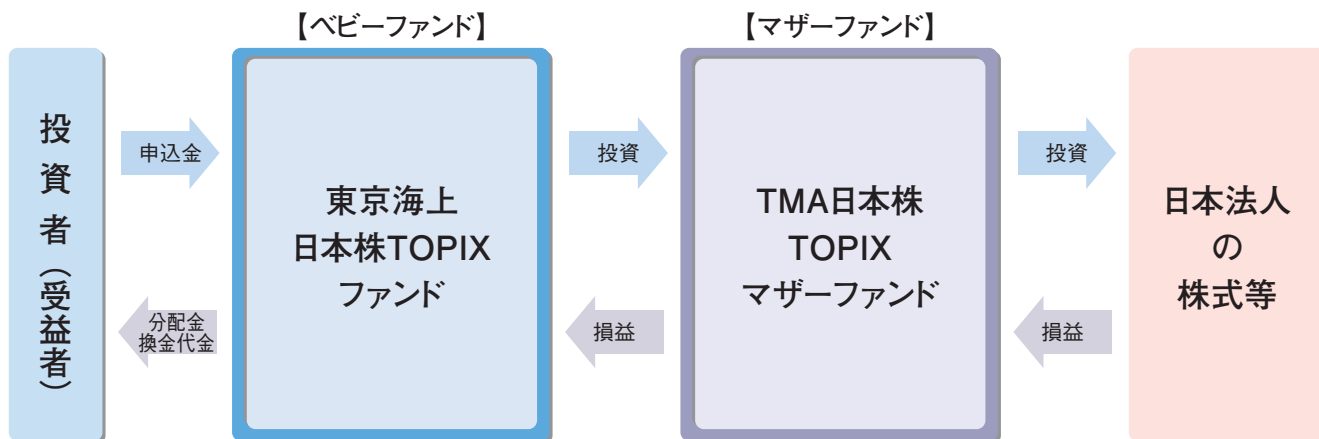 【ベビーファンド】
【マザーファンド】
投資者（受益者）
申込金
分配金
換金代金
東京海上
日本株TOPIX
ファンド
投資
損益
TMA日本株
TOPIX
マザーファンド
投資
損益
日本法人
の
株式等